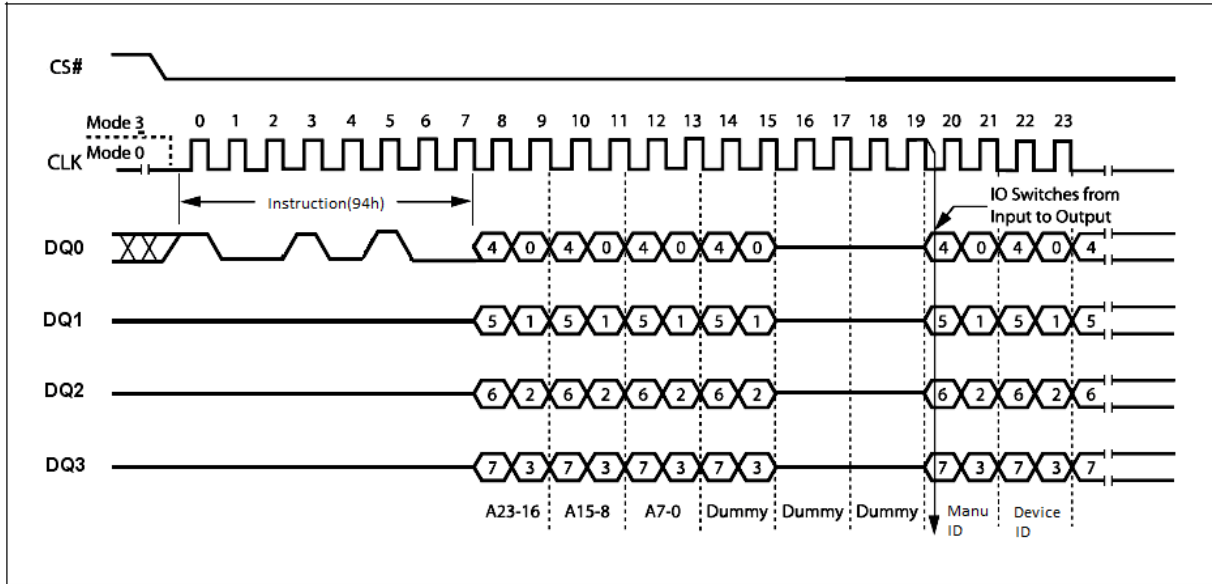 CS#
Mode 3 0 1 2 3 4 5 6 7 8 9 10 11 12 13 14 15 16 17 18 19 20 21 22 23
Mode 0
CLK
Instruction(94h)
IO Switches from
Input to Output
DQ0 4 0 4 0 4 0 4 0 4 0 4 0 4
DQ1 5 1 5 1 5 1 5 1 5 1 5 1 5
DQ2 6 2 6 2 6 2 6 2 6 2 6 2 6
DQ3 7 3 7 3 7 3 7 3 7 3 7 3 7
A23-16 A15-8 A7-0 Dummy Dummy Dummy Manu Device
ID ID